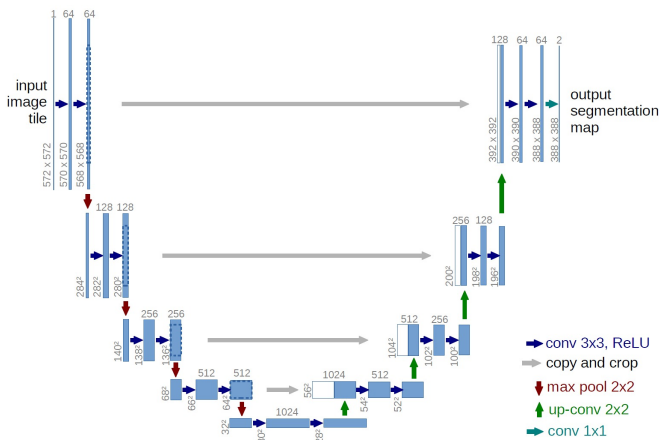 1 64 64
input
image
tile
572 x 572
570 x 570
568 x 568
128 64 64 2
output
segmentation
map
392 x 392
390 x 390
388 x 388
388 x 388
128 128
284²
282²
280²
256 128
200²
198²
196²
256 256
140²
138²
136²
512 256
104²
102²
100²
512 512
68²
66²
64²
1024 512
56²
54²
52²
1024
32²
conv 3x3, ReLU
copy and crop
max pool 2x2
up-conv 2x2
conv 1x1